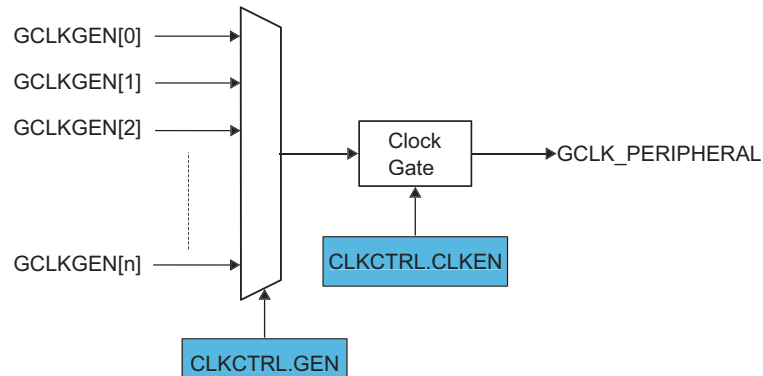 GCLKGEN[0]
GCLKGEN[1]
GCLKGEN[2]
GCLKGEN[n]
Clock
Gate
GCLK_PERIPHERAL
CLKCTRL.CLKEN
CLKCTRL.GEN